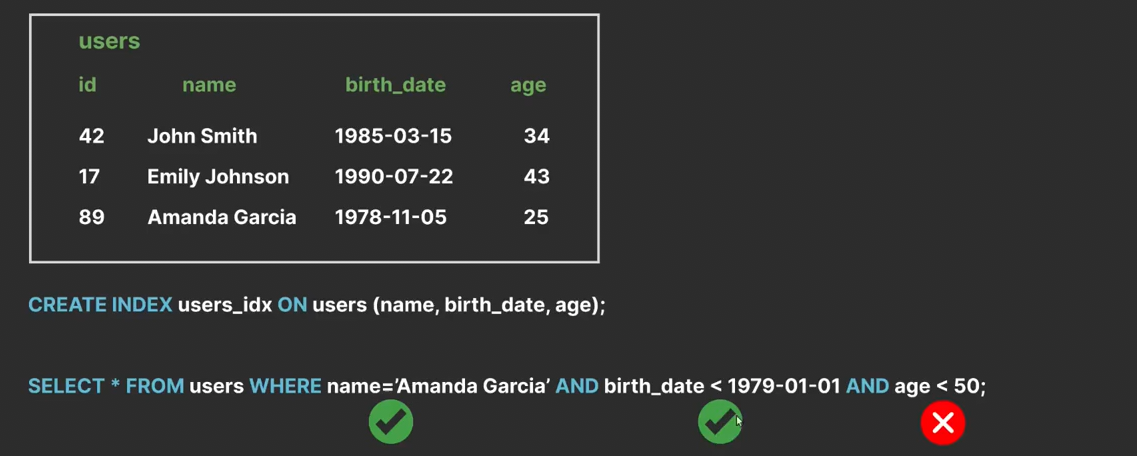 users
id name birth_date age
42 John Smith 1985-03-15 34
17 Emily Johnson 1990-07-22 43
89 Amanda Garcia 1978-11-05 25
CREATE INDEX users_idx ON users (name, birth_date, age);
SELECT * FROM users WHERE name=’Amanda Garcia’ AND birth_date < 1979-01-01 AND age < 50;